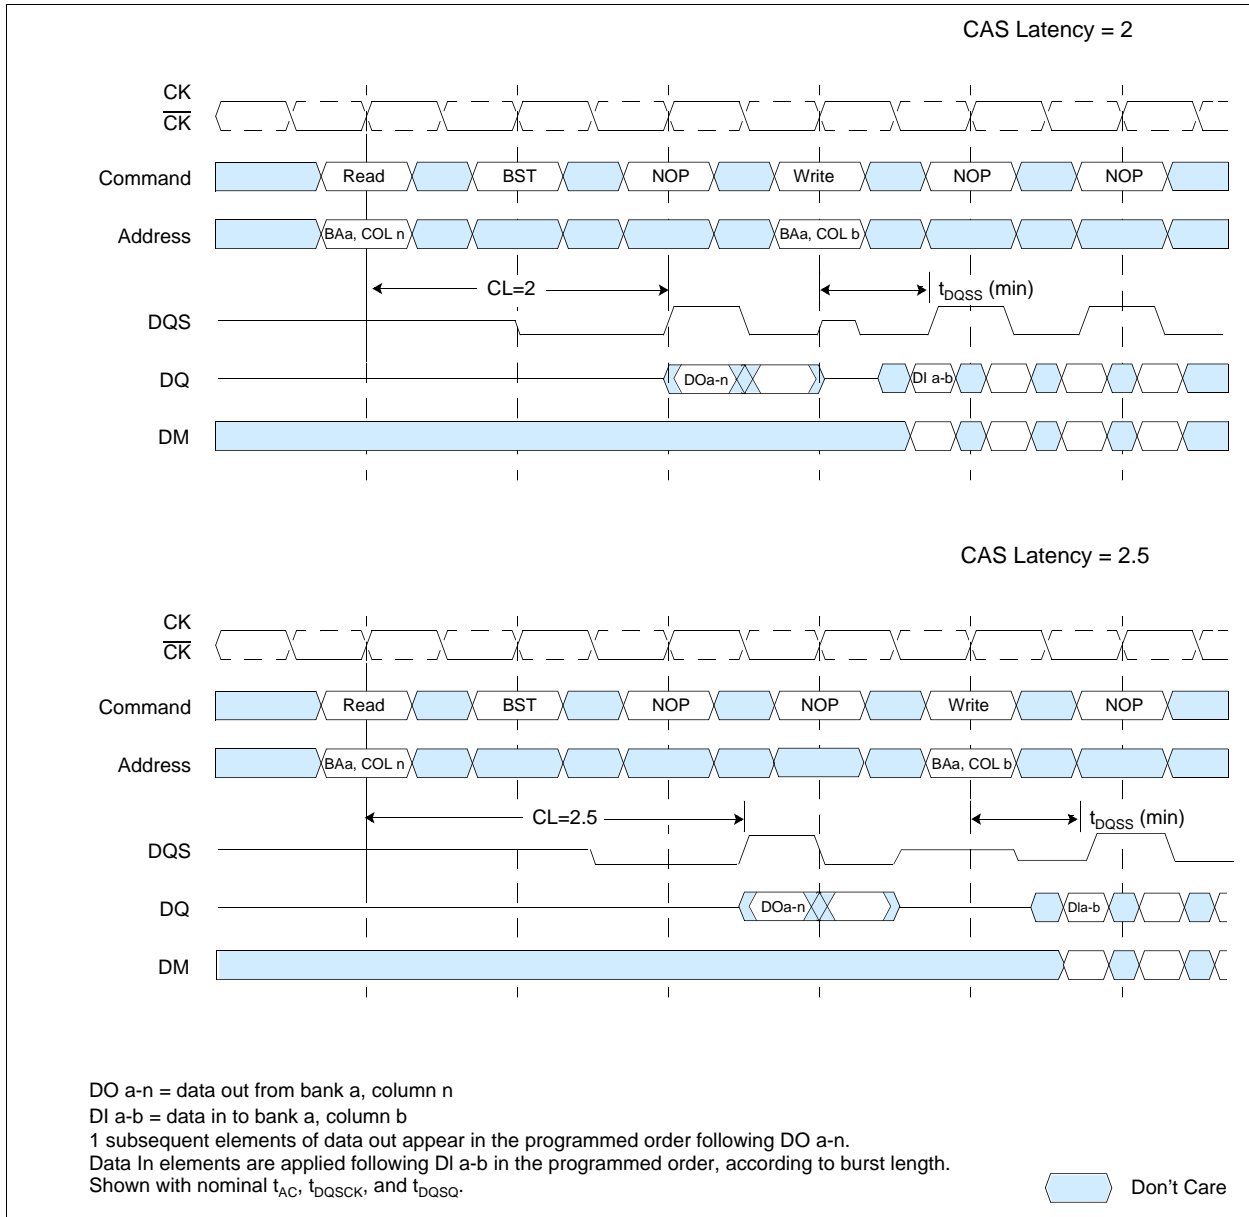 CAS Latency = 2
CK
CK
Command Read BST NOP Write NOP NOP
Address BAa, COL n BAa, COL b
CL=2 tDQSS (min)
DQS
DQ DOa-n DI a-b
DM
CAS Latency = 2.5
CK
CK
Command Read BST NOP NOP Write NOP
Address BAa, COL n BAa, COL b
CL=2.5 tDQSS (min)
DQS
DQ DOa-n DIa-b
DM
DO a-n = data out from bank a, column n
DI a-b = data in to bank a, column b
1 subsequent elements of data out appear in the programmed order following DO a-n.
Data In elements are applied following DI a-b in the programmed order, according to burst length.
Shown with nominal tAC, tDQSCK, and tDQSQ.
Don't Care